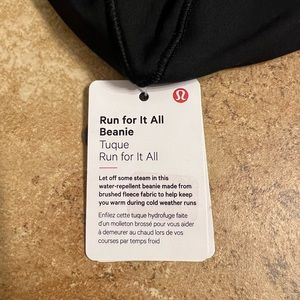 Run for It All
Beanie
Tuque
Run for It All
Let off some steam in this
water-repellent beanie made from
brushed fleece fabric to help keep
you warm during cold weather runs
Enfilez cette tuque hydrofuge faite
d'un molleton brossé pour vous aider
à demeurer au chaud lors de vos
courses par temps froid